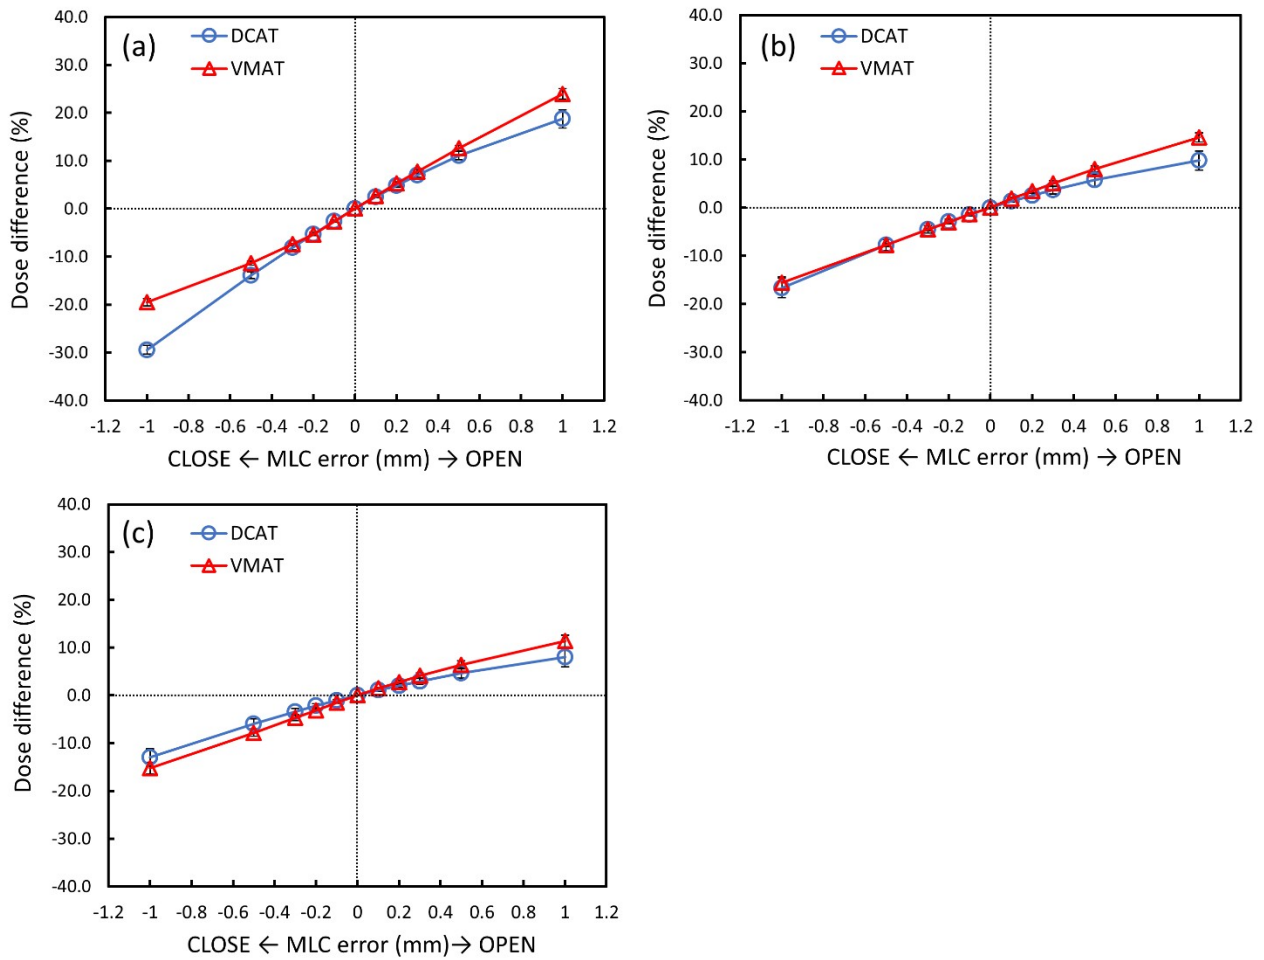 (a)
DCAT
VMAT
40.0
30.0
20.0
10.0
0.0
-10.0
-20.0
-30.0
-40.0
Dose difference (%)
-1.2 -1 -0.8 -0.6 -0.4 -0.2 0 0.2 0.4 0.6 0.8 1 1.2
CLOSE ← MLC error (mm) → OPEN
(b)
DCAT
VMAT
40.0
30.0
20.0
10.0
0.0
-10.0
-20.0
-30.0
-40.0
Dose difference (%)
-1.2 -1 -0.8 -0.6 -0.4 -0.2 0 0.2 0.4 0.6 0.8 1 1.2
CLOSE ← MLC error (mm) → OPEN
(c)
DCAT
VMAT
40.0
30.0
20.0
10.0
0.0
-10.0
-20.0
-30.0
-40.0
Dose difference (%)
-1.2 -1 -0.8 -0.6 -0.4 -0.2 0 0.2 0.4 0.6 0.8 1 1.2
CLOSE ← MLC error (mm)→ OPEN